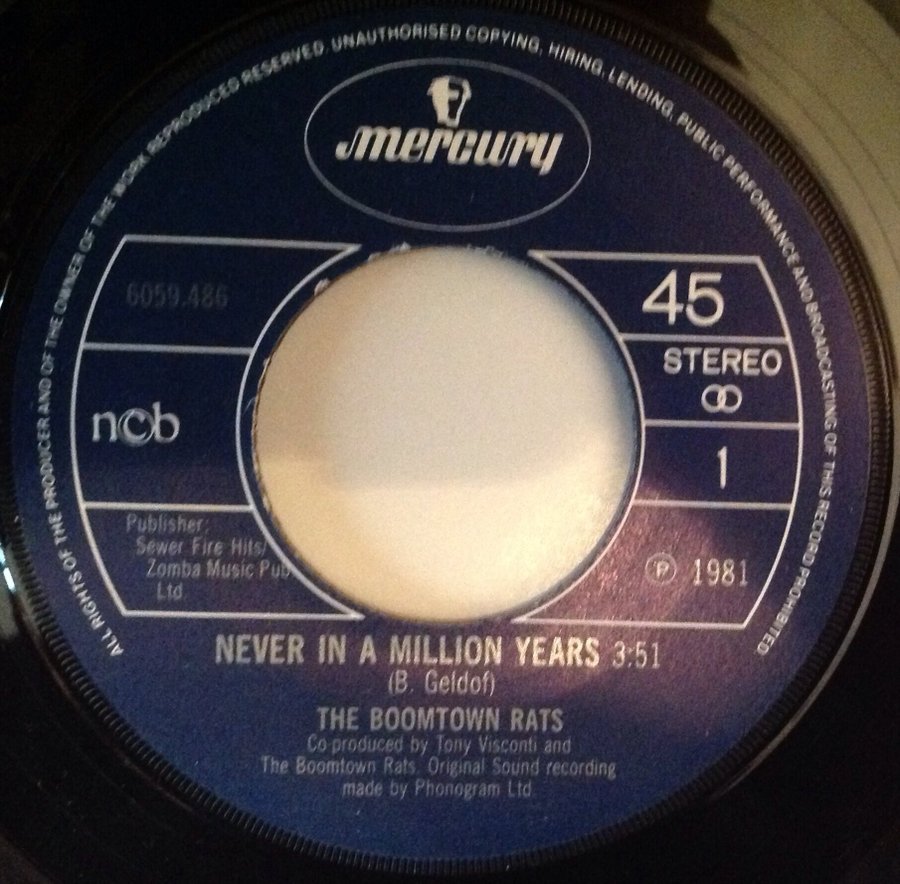 ALL RIGHTS OF THE PRODUCER AND OF THE OWNER OF THE WORK REPRODUCED RESERVED. UNAUTHORISED COPYING, HIRING, LENDING, PUBLIC PERFORMANCE AND BROADCASTING OF THIS RECORD PROHIBITED
mercury
6059.486
45
STEREO
ncb
1
Publisher:
Sewer Fire Hits/
Zomba Music Pub
Ltd.
℗ 1981
NEVER IN A MILLION YEARS 3:51
(B. Geldof)
THE BOOMTOWN RATS
Co-produced by Tony Visconti and
The Boomtown Rats. Original Sound recording
made by Phonogram Ltd.